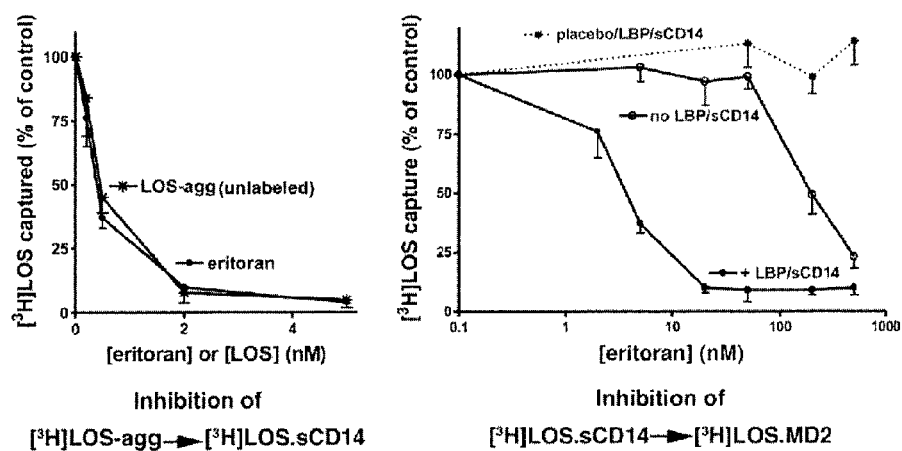 [³H]LOS captured (% of control)
100
75
50
25
0
LOS-agg (unlabeled)
eritoran
0
2
4
[eritoran] or [LOS] (nM)
Inhibition of
[³H]LOS-agg→[³H]LOS.sCD14
[³H]LOS capture (% of control)
100
75
50
25
0
placebo/LBP/sCD14
no LBP/sCD14
+ LBP/sCD14
0.1
1
10
100
1000
[eritoran] (nM)
Inhibition of
[³H]LOS.sCD14→[³H]LOS.MD2